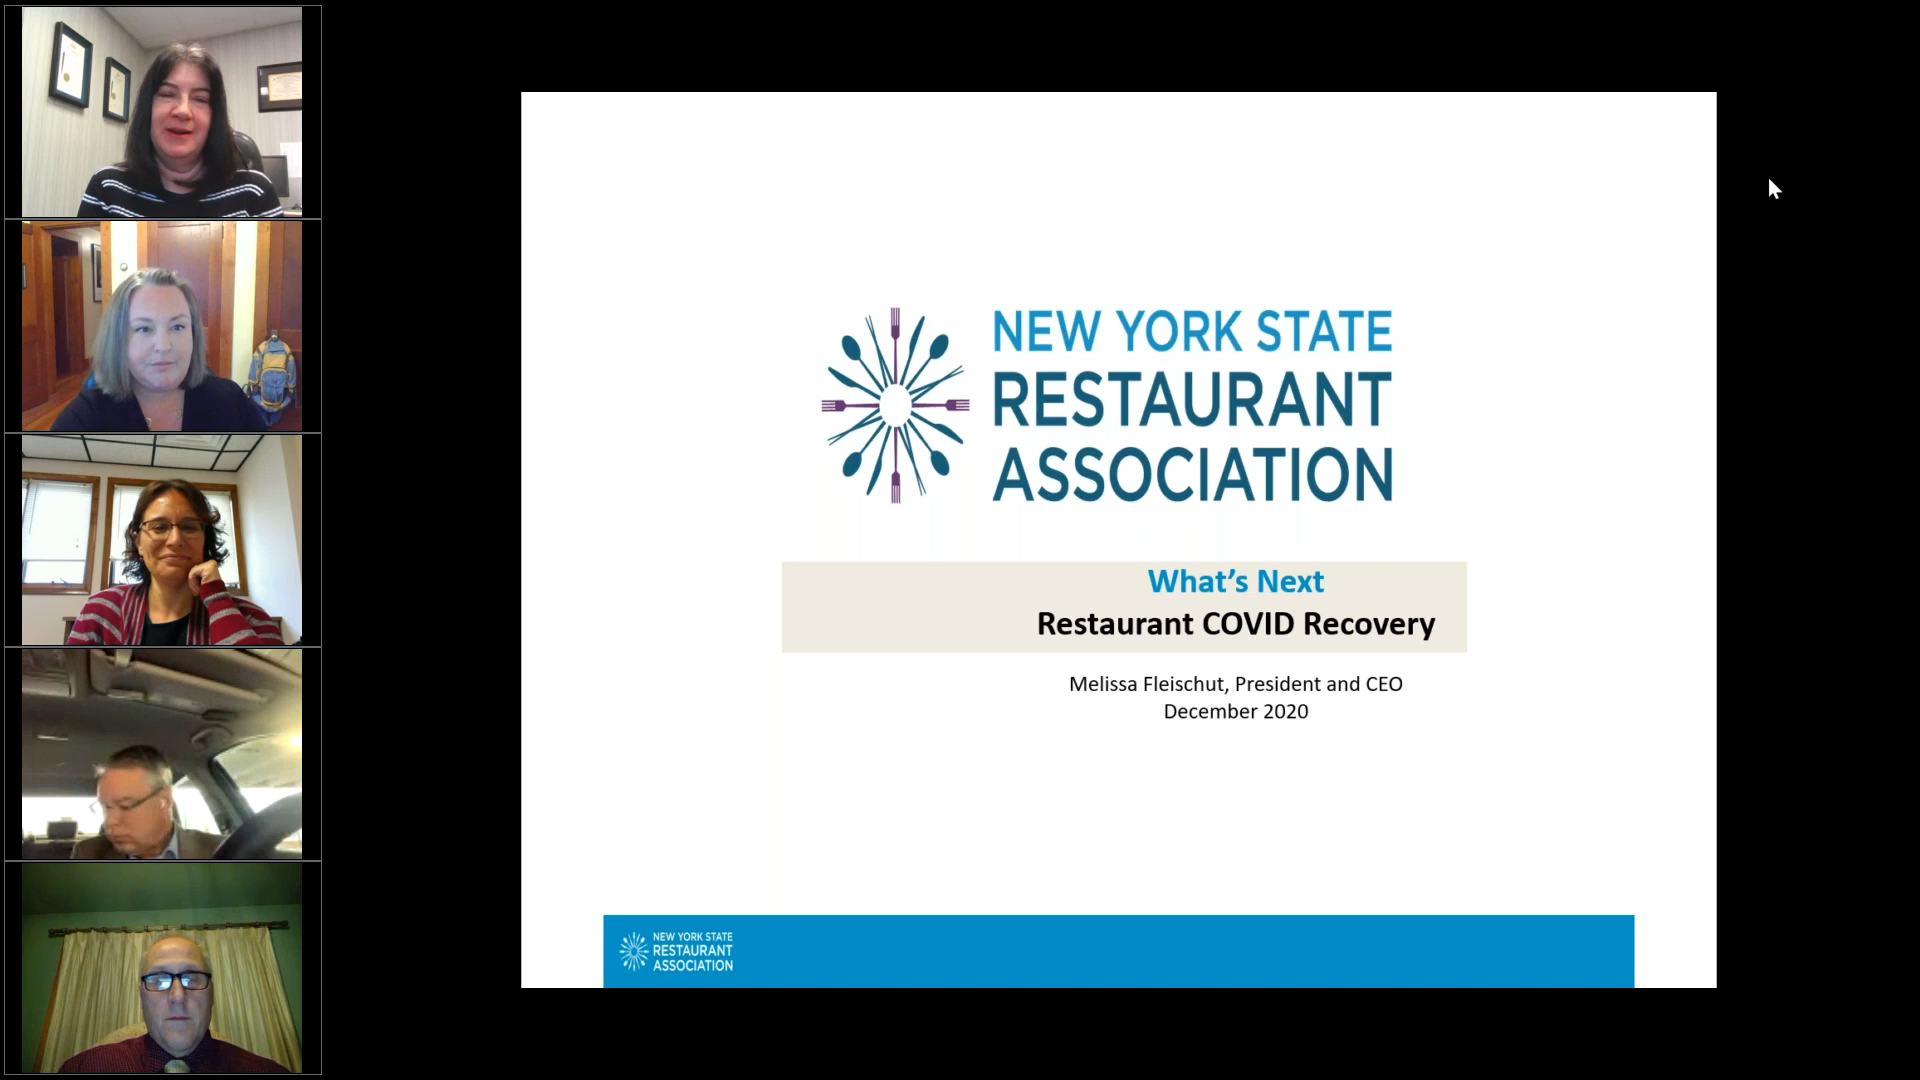 NEW YORK STATE
RESTAURANT
ASSOCIATION
What's Next
Restaurant COVID Recovery
Melissa Fleischut, President and CEO
December 2020
NEW YORK STATE
RESTAURANT
ASSOCIATION